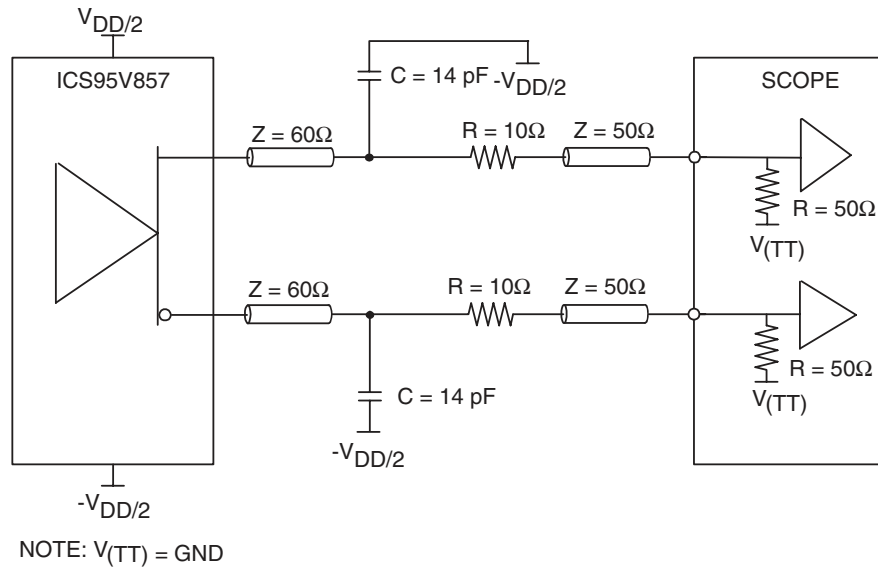 VDD/2
ICS95V857
C = 14 pF
-VDD/2
SCOPE
Z = 60Ω
R = 10Ω
Z = 50Ω
R = 50Ω
V(TT)
Z = 60Ω
R = 10Ω
Z = 50Ω
R = 50Ω
V(TT)
C = 14 pF
-VDD/2
-VDD/2
NOTE: V(TT) = GND